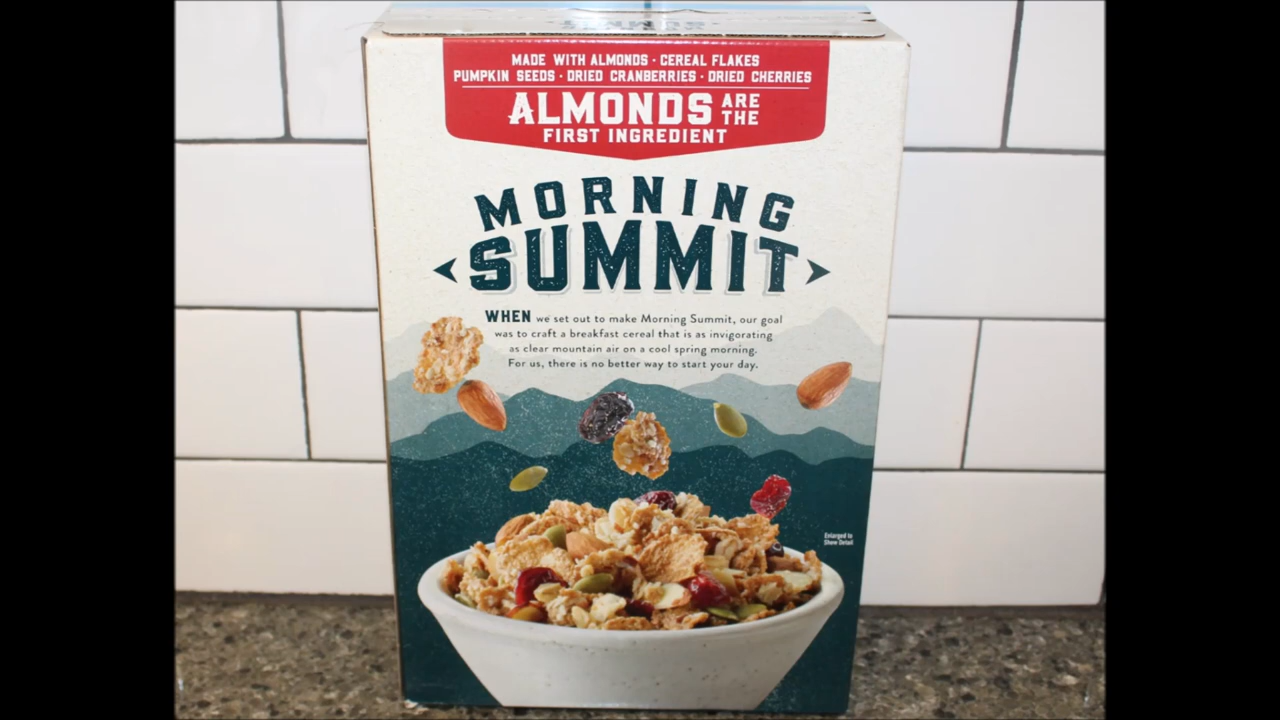 MADE WITH ALMONDS · CEREAL FLAKES
PUMPKIN SEEDS · DRIED CRANBERRIES · DRIED CHERRIES
ALMONDS ARE THE
FIRST INGREDIENT
MORNING
SUMMIT
WHEN we set out to make Morning Summit, our goal
was to craft a breakfast cereal that is as invigorating
as clear mountain air on a cool spring morning.
For us, there is no better way to start your day.
Enlarged to
Show Detail